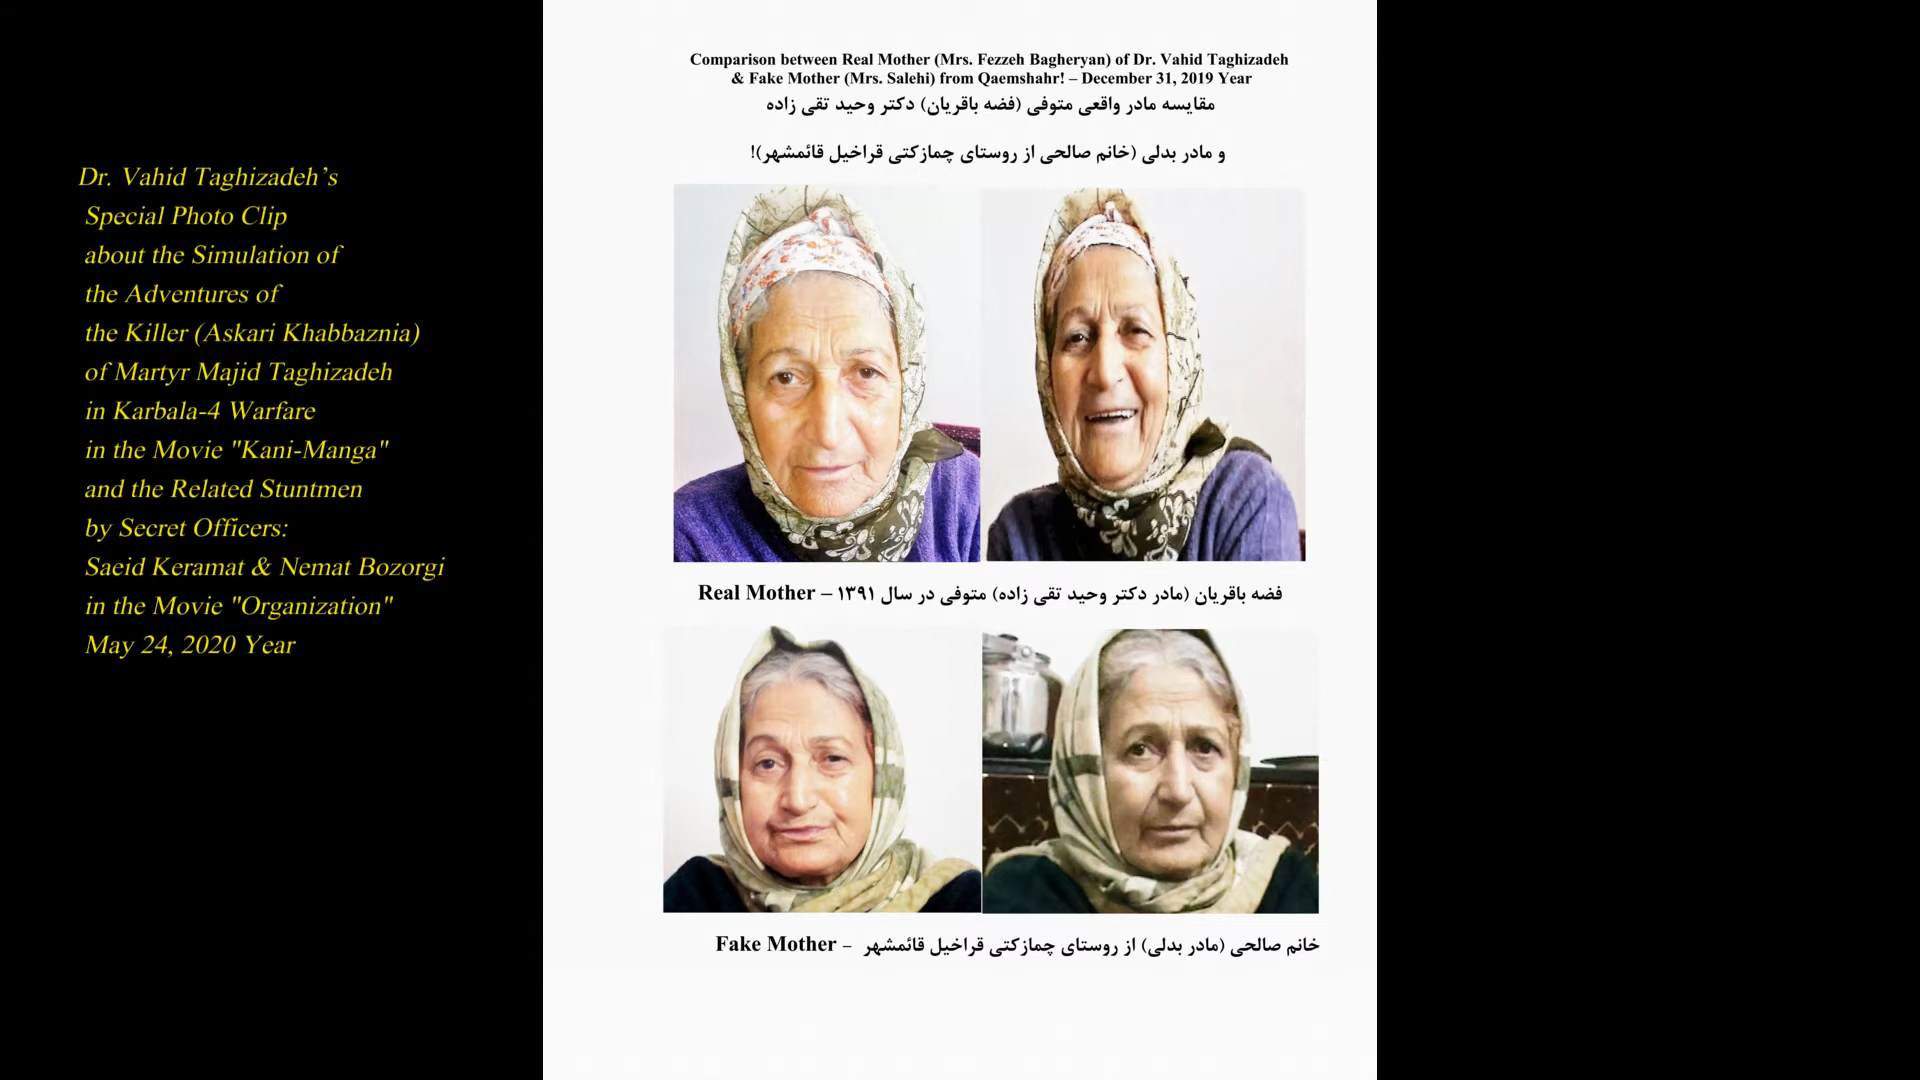 Dr. Vahid Taghizadeh's
Special Photo Clip
about the Simulation of
the Adventures of
the Killer (Askari Khabbaznia)
of Martyr Majid Taghizadeh
in Karbala-4 Warfare
in the Movie "Kani-Manga"
and the Related Stuntmen
by Secret Officers:
Saeid Keramat & Nemat Bozorgi
in the Movie "Organization"
May 24, 2020 Year
Comparison between Real Mother (Mrs. Fezzeh Bagheryan) of Dr. Vahid Taghizadeh
& Fake Mother (Mrs. Salehi) from Qaemshahr! – December 31, 2019 Year
مقایسه مادر واقعی متوفی (فضه باقریان) دکتر وحید تقی زاده
و مادر بدلی (خانم صالحی از روستای چمازکتی قراخیل قائمشهر)!
Real Mother – فضه باقریان (مادر دکتر وحید تقی زاده) متوفی در سال ۱۳۹۱
Fake Mother – خانم صالحی (مادر بدلی) از روستای چمازکتی قراخیل قائمشهر